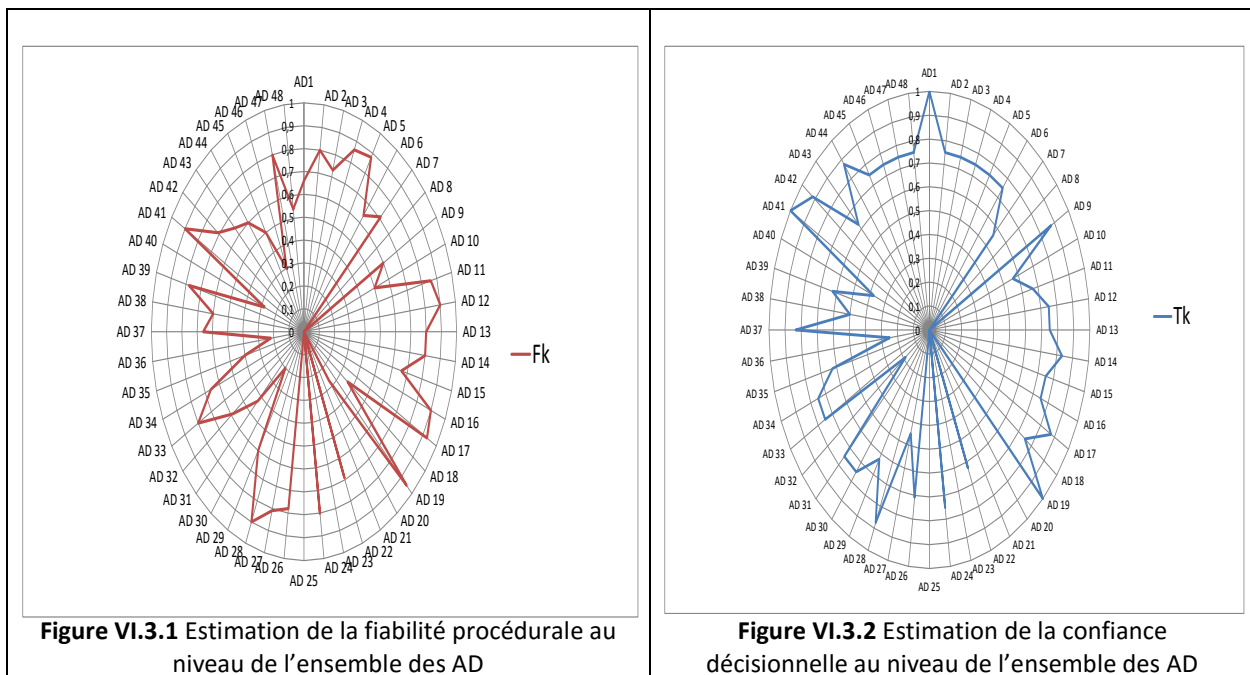 AD1
AD 2
AD 3
AD 4
AD 5
AD 6
AD 7
AD 8
AD 9
AD 10
AD 11
AD 12
AD 13
AD 14
AD 15
AD 16
AD 17
AD 18
AD 19
AD 20
AD 21
AD 22
AD 23
AD 24
AD 25
AD 26
AD 27
AD 28
AD 29
AD 30
AD 31
AD 32
AD 33
AD 34
AD 35
AD 36
AD 37
AD 38
AD 39
AD 40
AD 41
AD 42
AD 43
AD 44
AD 45
AD 46
AD 47
AD 48
1
0,9
0,8
0,7
0,6
0,5
0,4
0,3
0,2
0,1
0
Fk
Figure VI.3.1 Estimation de la fiabilité procédurale au
niveau de l’ensemble des AD
AD1
AD 2
AD 3
AD 4
AD 5
AD 6
AD 7
AD 8
AD 9
AD 10
AD 11
AD 12
AD 13
AD 14
AD 15
AD 16
AD 17
AD 18
AD 19
AD 20
AD 21
AD 22
AD 23
AD 24
AD 25
AD 26
AD 27
AD 28
AD 29
AD 30
AD 31
AD 32
AD 33
AD 34
AD 35
AD 36
AD 37
AD 38
AD 39
AD 40
AD 41
AD 42
AD 43
AD 44
AD 45
AD 46
AD 47
AD 48
1
0,9
0,8
0,7
0,6
0,5
0,4
0,3
0,2
0,1
0
Tk
Figure VI.3.2 Estimation de la confiance
décisionnelle au niveau de l’ensemble des AD